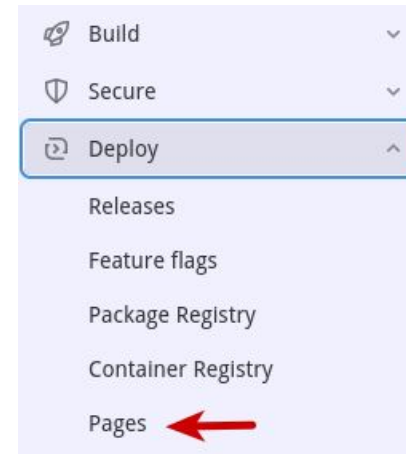 Build
Secure
Deploy
Releases
Feature flags
Package Registry
Container Registry
Pages